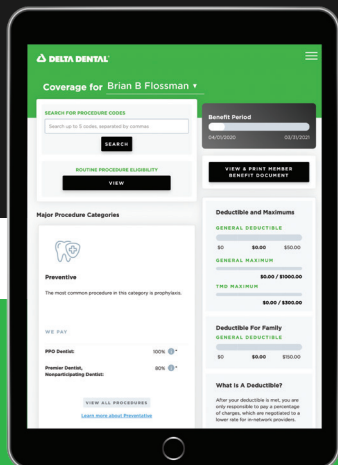 DELTA DENTAL
Coverage for Brian B Flossman
SEARCH FOR PROCEDURE CODES
Search up to 5 codes, separated by commas
SEARCH
ROUTINE PROCEDURE ELIGIBILITY
VIEW
Major Procedure Categories
Preventive
The most common procedure in this category is prophylaxis.
WE PAY
PPO Dentist: 100% *
Premier Dentist,
Nonparticipating Dentist: 80% *
VIEW ALL PROCEDURES
Learn more about Preventative
Benefit Period
04/01/2020 03/31/2021
VIEW & PRINT MEMBER
BENEFIT DOCUMENT
Deductible and Maximums
GENERAL DEDUCTIBLE
$0 $0.00 $50.00
GENERAL MAXIMUM
$0.00 / $1000.00
TMD MAXIMUM
$0.00 / $300.00
Deductible For Family
GENERAL DEDUCTIBLE
$0 $0.00 $150.00
What Is A Deductible?
After your deductible is met, you are
only responsible to pay a percentage
of charges, which are negotiated to a
lower rate for in-network providers.